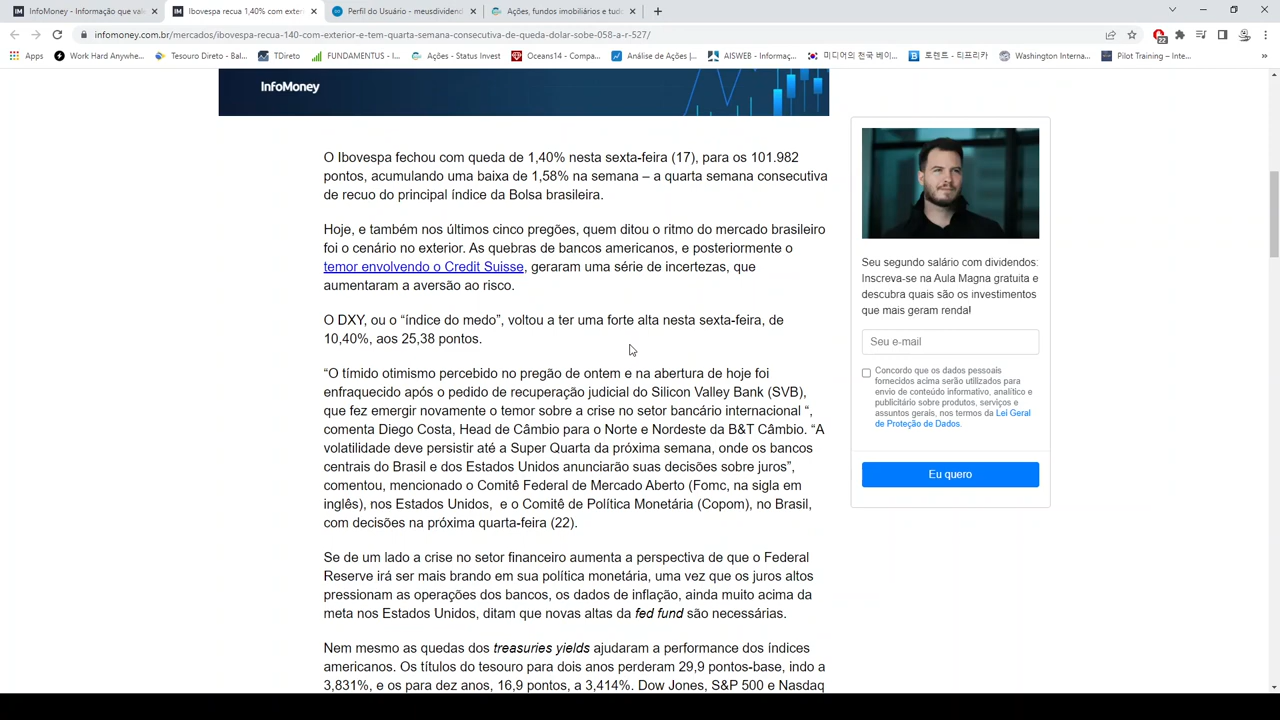 InfoMoney - Informação que val
Ibovespa recua 1,40% com exter
Perfil do Usuário - meusdividend
Ações, fundos imobiliários e tud
infomoney.com.br/mercados/ibovespa-recua-140-com-exterior-e-tem-quarta-semana-consecutiva-de-queda-dolar-sobe-058-a-r-527/
22
Apps
Work Hard Anywhe...
Tesouro Direto - Bal...
TDireto
FUNDAMENTUS - I...
Ações - Status Invest
Oceans14 - Compa...
Análise de Ações |...
AISWEB - Informaç...
미디어의 천국 베이...
토렌트 - 티프리카
Washington Interna...
Pilot Training – Inte...
InfoMoney
O Ibovespa fechou com queda de 1,40% nesta sexta-feira (17), para os 101.982
pontos, acumulando uma baixa de 1,58% na semana – a quarta semana consecutiva
de recuo do principal índice da Bolsa brasileira.
Hoje, e também nos últimos cinco pregões, quem ditou o ritmo do mercado brasileiro
foi o cenário no exterior. As quebras de bancos americanos, e posteriormente o
temor envolvendo o Credit Suisse, geraram uma série de incertezas, que
aumentaram a aversão ao risco.
O DXY, ou o “índice do medo”, voltou a ter uma forte alta nesta sexta-feira, de
10,40%, aos 25,38 pontos.
“O tímido otimismo percebido no pregão de ontem e na abertura de hoje foi
enfraquecido após o pedido de recuperação judicial do Silicon Valley Bank (SVB),
que fez emergir novamente o temor sobre a crise no setor bancário internacional “,
comenta Diego Costa, Head de Câmbio para o Norte e Nordeste da B&T Câmbio. “A
volatilidade deve persistir até a Super Quarta da próxima semana, onde os bancos
centrais do Brasil e dos Estados Unidos anunciarão suas decisões sobre juros”,
comentou, mencionado o Comitê Federal de Mercado Aberto (Fomc, na sigla em
inglês), nos Estados Unidos, e o Comitê de Política Monetária (Copom), no Brasil,
com decisões na próxima quarta-feira (22).
Se de um lado a crise no setor financeiro aumenta a perspectiva de que o Federal
Reserve irá ser mais brando em sua política monetária, uma vez que os juros altos
pressionam as operações dos bancos, os dados de inflação, ainda muito acima da
meta nos Estados Unidos, ditam que novas altas da fed fund são necessárias.
Nem mesmo as quedas dos treasuries yields ajudaram a performance dos índices
americanos. Os títulos do tesouro para dois anos perderam 29,9 pontos-base, indo a
3,831%, e os para dez anos, 16,9 pontos, a 3,414%. Dow Jones, S&P 500 e Nasdaq
Seu segundo salário com dividendos:
Inscreva-se na Aula Magna gratuita e
descubra quais são os investimentos
que mais geram renda!
Seu e-mail
Concordo que os dados pessoais
fornecidos acima serão utilizados para
envio de conteúdo informativo, analítico e
publicitário sobre produtos, serviços e
assuntos gerais, nos termos da Lei Geral
de Proteção de Dados.
Eu quero